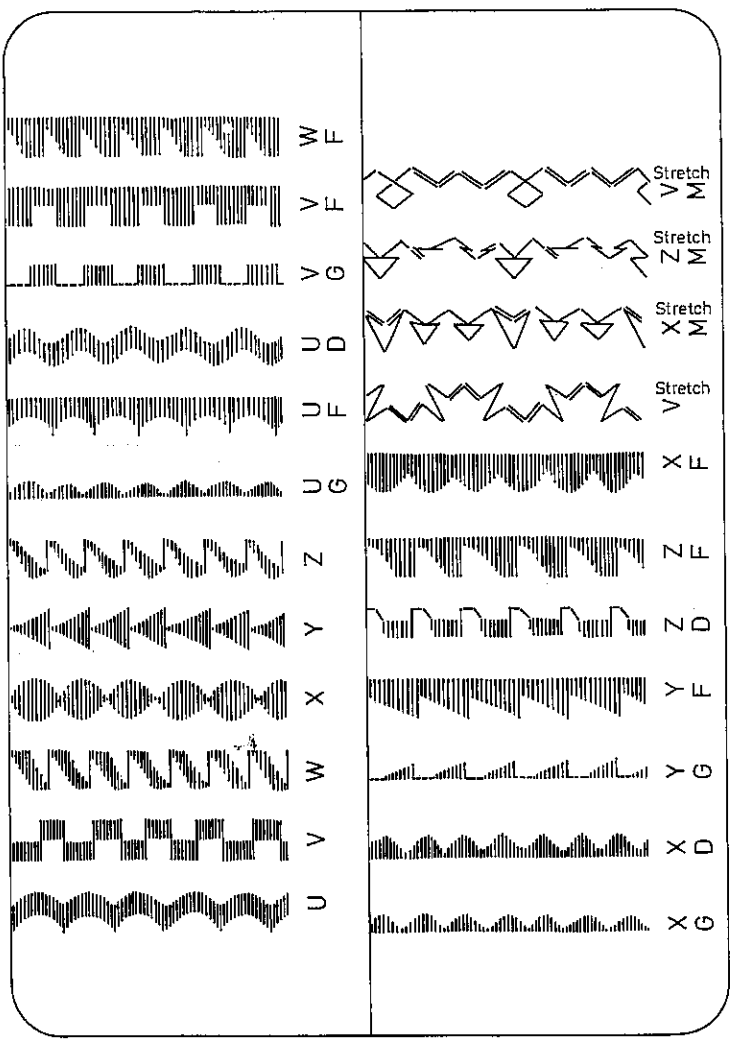 U
V
W
X
Y
Z
U G
U F
U D
V G
V F
W F
X G
X D
Y G
Y F
Z D
Z F
X F
Stretch V
Stretch X M
Stretch Z M
Stretch V M